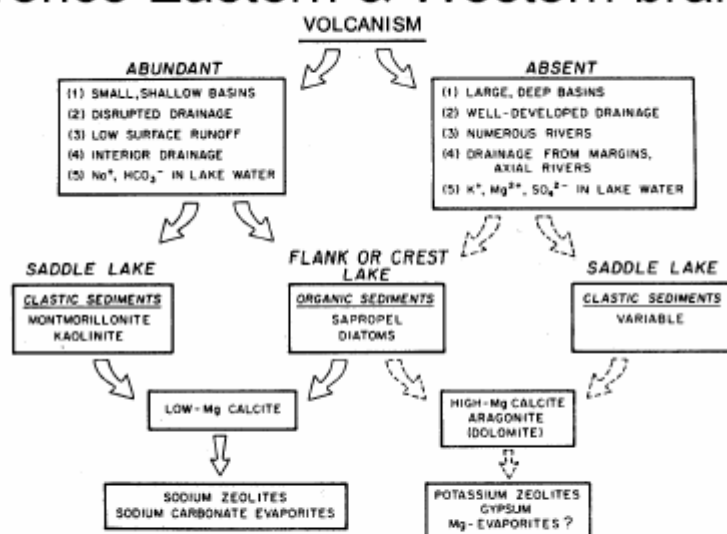 Eastern & Western
VOLCANISM
ABUNDANT
(1) SMALL, SHALLOW BASINS
(2) DISRUPTED DRAINAGE
(3) LOW SURFACE RUNOFF
(4) INTERIOR DRAINAGE
(5) Na⁺, HCO₃⁻ IN LAKE WATER
ABSENT
(1) LARGE, DEEP BASINS
(2) WELL-DEVELOPED DRAINAGE
(3) NUMEROUS RIVERS
(4) DRAINAGE FROM MARGINS,
AXIAL RIVERS
(5) K⁺, Mg²⁺, SO₄²⁻ IN LAKE WATER
SADDLE LAKE
CLASTIC SEDIMENTS
MONTMORILLONITE
KAOLINITE
FLANK OR CREST
LAKE
ORGANIC SEDIMENTS
SAPROPEL
DIATOMS
SADDLE LAKE
CLASTIC SEDIMENTS
VARIABLE
LOW-Mg CALCITE
HIGH-Mg CALCITE
ARAGONITE
(DOLOMITE)
SODIUM ZEOLITES
SODIUM CARBONATE EVAPORITES
POTASSIUM ZEOLITES
GYPSUM
Mg-EVAPORITES ?